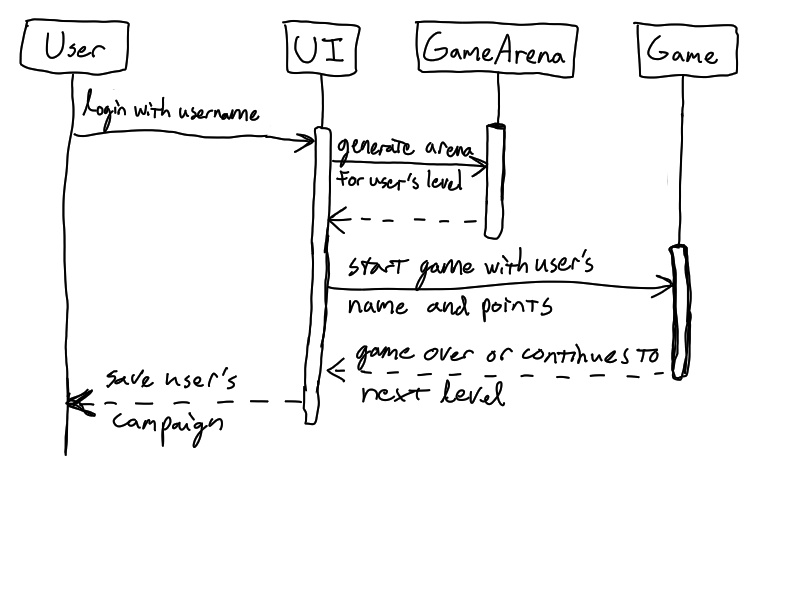 User
UI
GameArena
Game
login with username
generate arena
for user's level
start game with user's
name and points
game over or continues to
next level
save user's
campaign